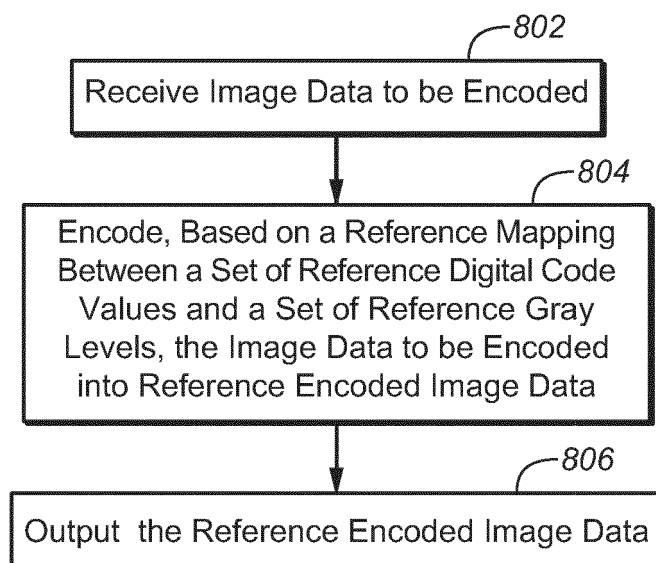 802
Receive Image Data to be Encoded
804
Encode, Based on a Reference Mapping
Between a Set of Reference Digital Code
Values and a Set of Reference Gray
Levels, the Image Data to be Encoded
into Reference Encoded Image Data
806
Output the Reference Encoded Image Data